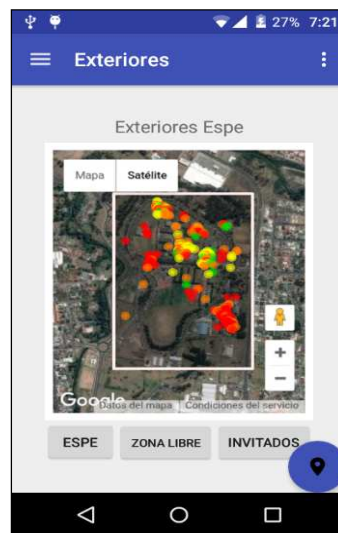 27% 7:21
Exteriores
Exteriores Espe
Mapa Satélite
Google
Datos del mapa Condiciones del servicio
ESPE ZONA LIBRE INVITADOS